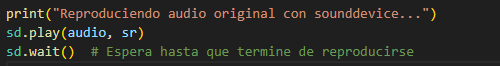 print("Reproduciendo audio original con sounddevice...")
sd.play(audio, sr)
sd.wait()  # Espera hasta que termine de reproducirse